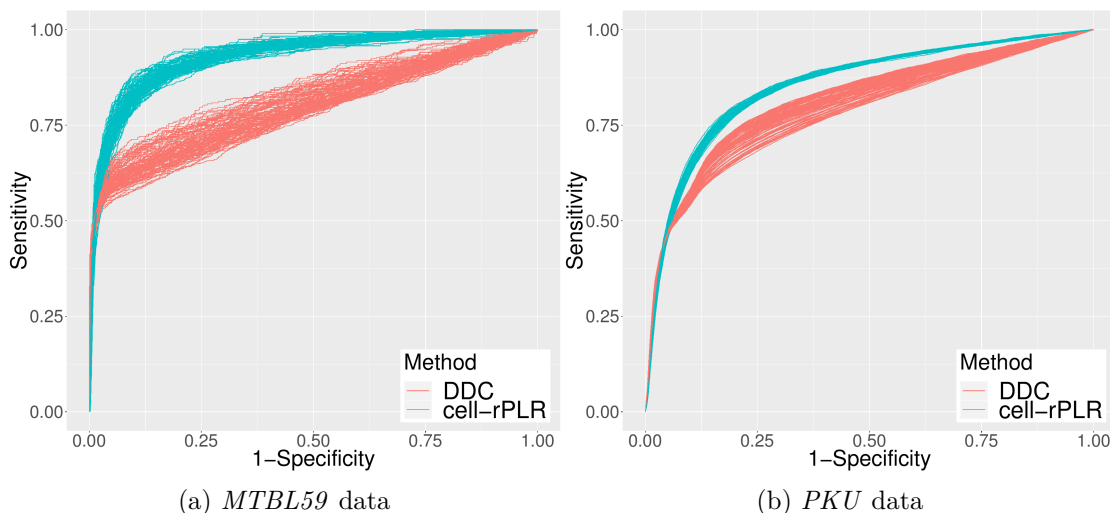 1.00
0.75
0.50
0.25
0.00
Sensitivity
Method
DDC
cell−rPLR
0.00 0.25 0.50 0.75 1.00
1−Specificity
(a) MTBL59 data
1.00
0.75
0.50
0.25
0.00
Sensitivity
Method
DDC
cell−rPLR
0.00 0.25 0.50 0.75 1.00
1−Specificity
(b) PKU data